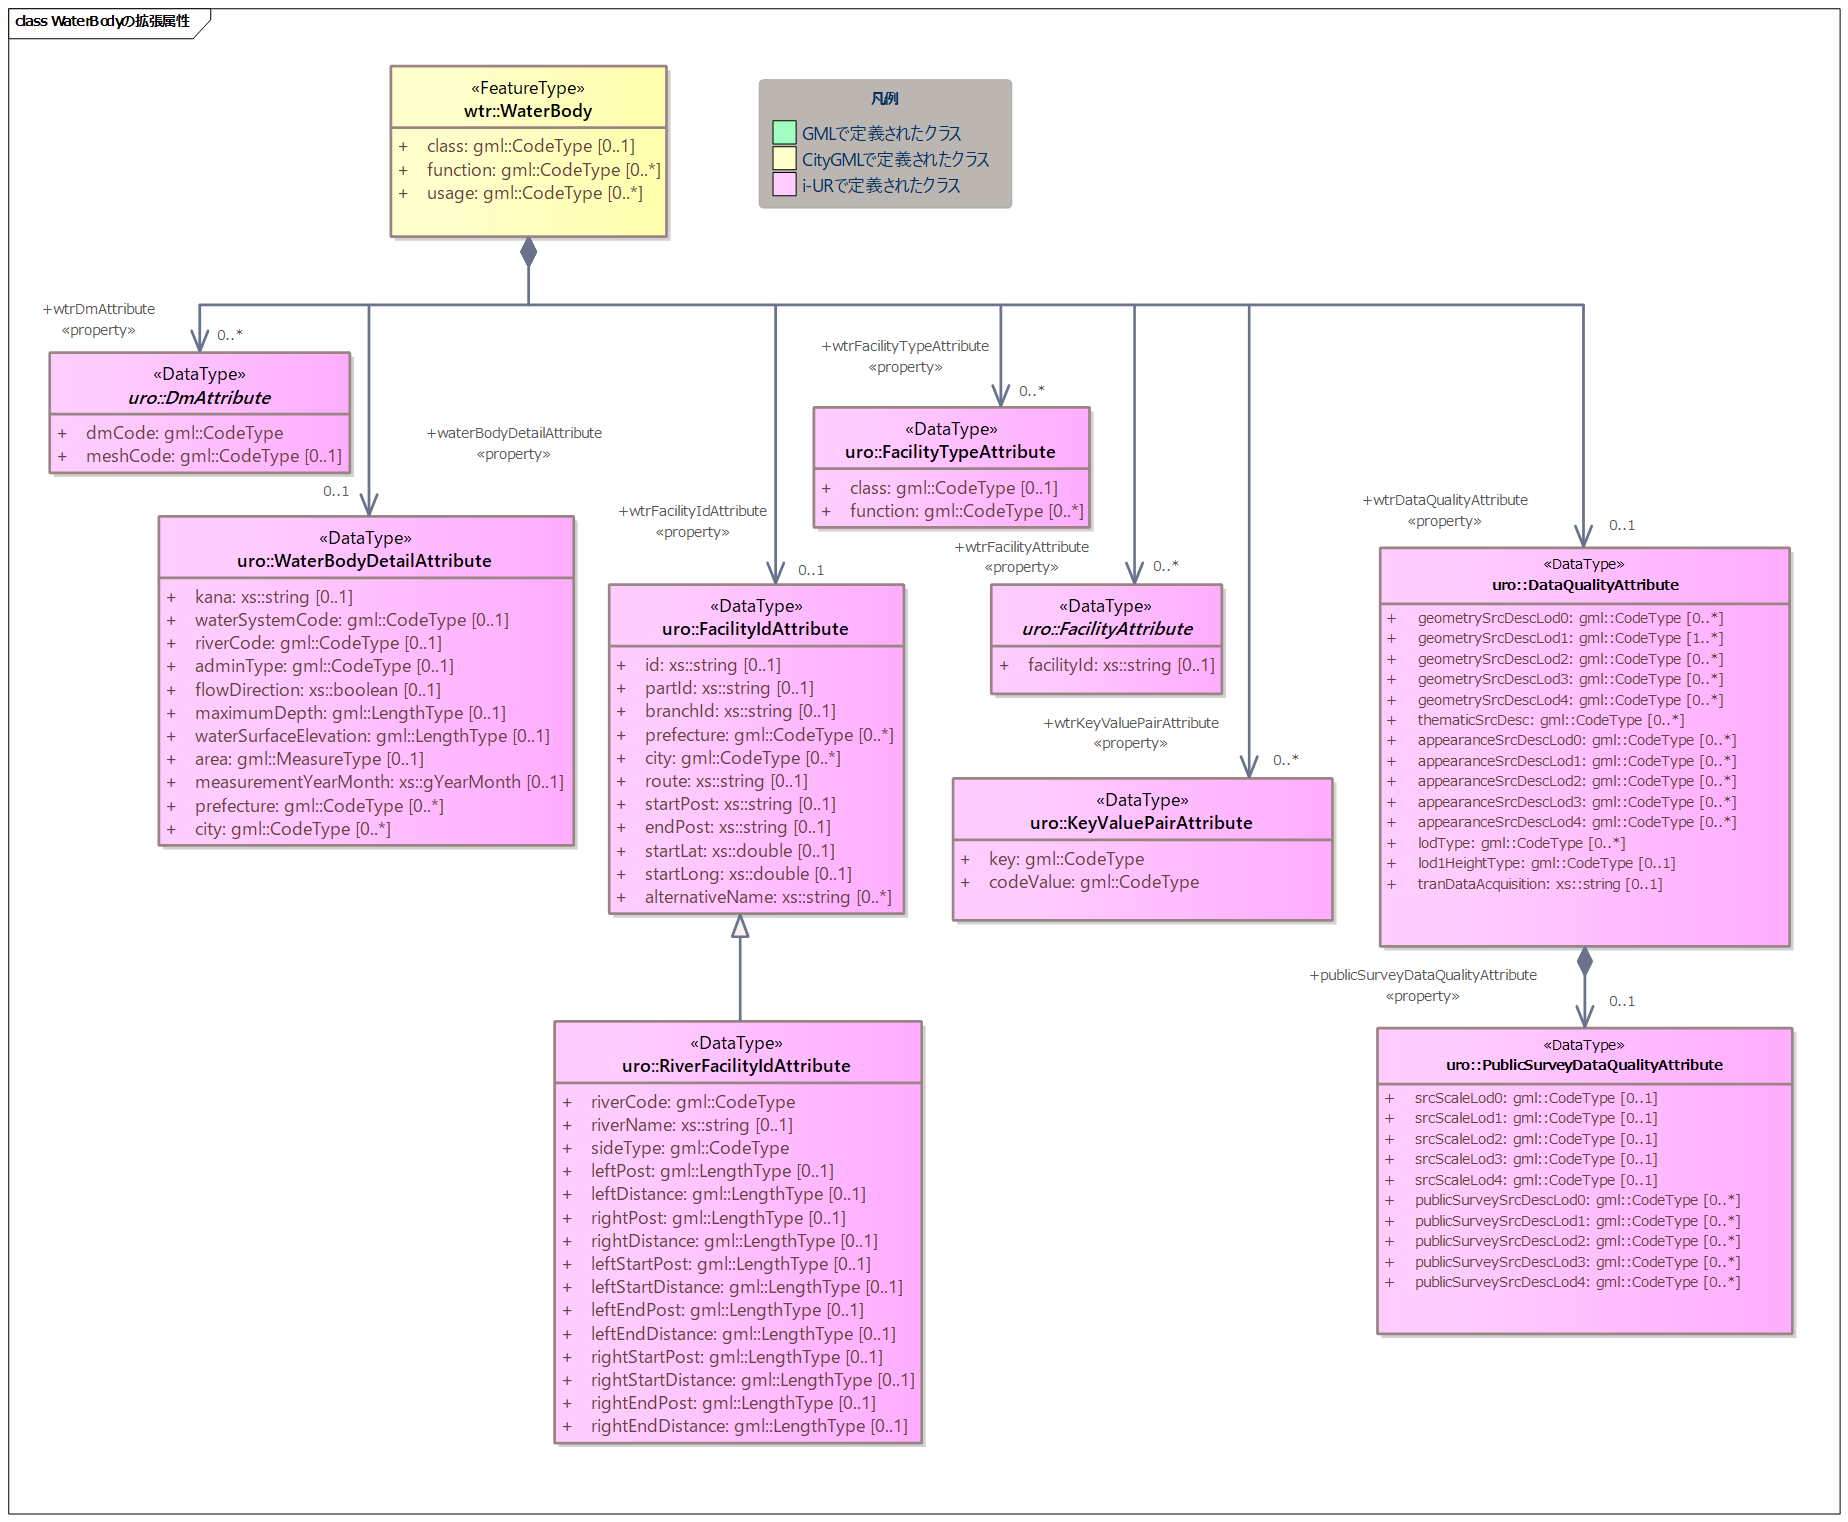 class WaterBodyの拡張属性
«FeatureType»
wtr::WaterBody
+ class: gml::CodeType [0..1]
+ function: gml::CodeType [0..*]
+ usage: gml::CodeType [0..*]
凡例
GMLで定義されたクラス
CityGMLで定義されたクラス
i-URで定義されたクラス
+wtrDmAttribute
«property»
0..*
«DataType»
uro::DmAttribute
+ dmCode: gml::CodeType
+ meshCode: gml::CodeType [0..1]
+waterBodyDetailAttribute
«property»
0..1
«DataType»
uro::WaterBodyDetailAttribute
+ kana: xs::string [0..1]
+ waterSystemCode: gml::CodeType [0..1]
+ riverCode: gml::CodeType [0..1]
+ adminType: gml::CodeType [0..1]
+ flowDirection: xs::boolean [0..1]
+ maximumDepth: gml::LengthType [0..1]
+ waterSurfaceElevation: gml::LengthType [0..1]
+ area: gml::MeasureType [0..1]
+ measurementYearMonth: xs::gYearMonth [0..1]
+ prefecture: gml::CodeType [0..*]
+ city: gml::CodeType [0..*]
+wtrFacilityIdAttribute
«property»
0..1
«DataType»
uro::FacilityIdAttribute
+ id: xs::string [0..1]
+ partId: xs::string [0..1]
+ branchId: xs::string [0..1]
+ prefecture: gml::CodeType [0..*]
+ city: gml::CodeType [0..*]
+ route: xs::string [0..1]
+ startPost: xs::string [0..1]
+ endPost: xs::string [0..1]
+ startLat: xs::double [0..1]
+ startLong: xs::double [0..1]
+ alternativeName: xs::string [0..*]
«DataType»
uro::RiverFacilityIdAttribute
+ riverCode: gml::CodeType
+ riverName: xs::string [0..1]
+ sideType: gml::CodeType
+ leftPost: gml::LengthType [0..1]
+ leftDistance: gml::LengthType [0..1]
+ rightPost: gml::LengthType [0..1]
+ rightDistance: gml::LengthType [0..1]
+ leftStartPost: gml::LengthType [0..1]
+ leftStartDistance: gml::LengthType [0..1]
+ leftEndPost: gml::LengthType [0..1]
+ leftEndDistance: gml::LengthType [0..1]
+ rightStartPost: gml::LengthType [0..1]
+ rightStartDistance: gml::LengthType [0..1]
+ rightEndPost: gml::LengthType [0..1]
+ rightEndDistance: gml::LengthType [0..1]
+wtrFacilityTypeAttribute
«property»
0..*
«DataType»
uro::FacilityTypeAttribute
+ class: gml::CodeType [0..1]
+ function: gml::CodeType [0..*]
+wtrFacilityAttribute
«property»
0..*
«DataType»
uro::FacilityAttribute
+ facilityId: xs::string [0..1]
+wtrKeyValuePairAttribute
«property»
0..*
«DataType»
uro::KeyValuePairAttribute
+ key: gml::CodeType
+ codeValue: gml::CodeType
+wtrDataQualityAttribute
«property»
0..1
«DataType»
uro::DataQualityAttribute
+ geometrySrcDescLod0: gml::CodeType [0..*]
+ geometrySrcDescLod1: gml::CodeType [1..*]
+ geometrySrcDescLod2: gml::CodeType [0..*]
+ geometrySrcDescLod3: gml::CodeType [0..*]
+ geometrySrcDescLod4: gml::CodeType [0..*]
+ thematicSrcDesc: gml::CodeType [0..*]
+ appearanceSrcDescLod0: gml::CodeType [0..*]
+ appearanceSrcDescLod1: gml::CodeType [0..*]
+ appearanceSrcDescLod2: gml::CodeType [0..*]
+ appearanceSrcDescLod3: gml::CodeType [0..*]
+ appearanceSrcDescLod4: gml::CodeType [0..*]
+ lodType: gml::CodeType [0..*]
+ lod1HeightType: gml::CodeType [0..1]
+ tranDataAcquisition: xs::string [0..1]
+publicSurveyDataQualityAttribute
«property»
0..1
«DataType»
uro::PublicSurveyDataQualityAttribute
+ srcScaleLod0: gml::CodeType [0..1]
+ srcScaleLod1: gml::CodeType [0..1]
+ srcScaleLod2: gml::CodeType [0..1]
+ srcScaleLod3: gml::CodeType [0..1]
+ srcScaleLod4: gml::CodeType [0..1]
+ publicSurveySrcDescLod0: gml::CodeType [0..*]
+ publicSurveySrcDescLod1: gml::CodeType [0..*]
+ publicSurveySrcDescLod2: gml::CodeType [0..*]
+ publicSurveySrcDescLod3: gml::CodeType [0..*]
+ publicSurveySrcDescLod4: gml::CodeType [0..*]